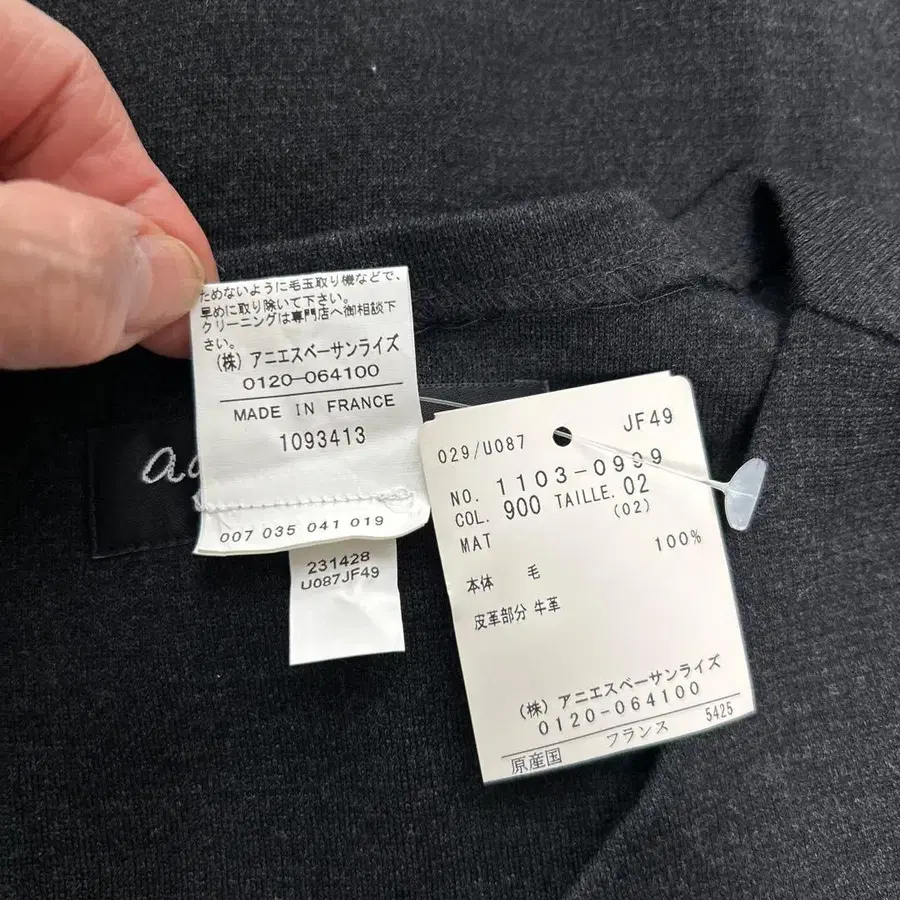 ためないように毛玉取り機などで、
早めに取り除いて下さい。
クリーニングは専門店へ御相談下
さい。
(株) アニエスベーサンライズ
0120-064100
MADE IN FRANCE
1093413
007 035 041 019
231428
U087JF49
029/U087 JF49
NO. 1103-0999
COL. 900 TAILLE. 02
(02)
MAT 100%
本体 毛
皮革部分 牛革
(株) アニエスベーサンライズ
0120-064100
5425
原産国 フランス